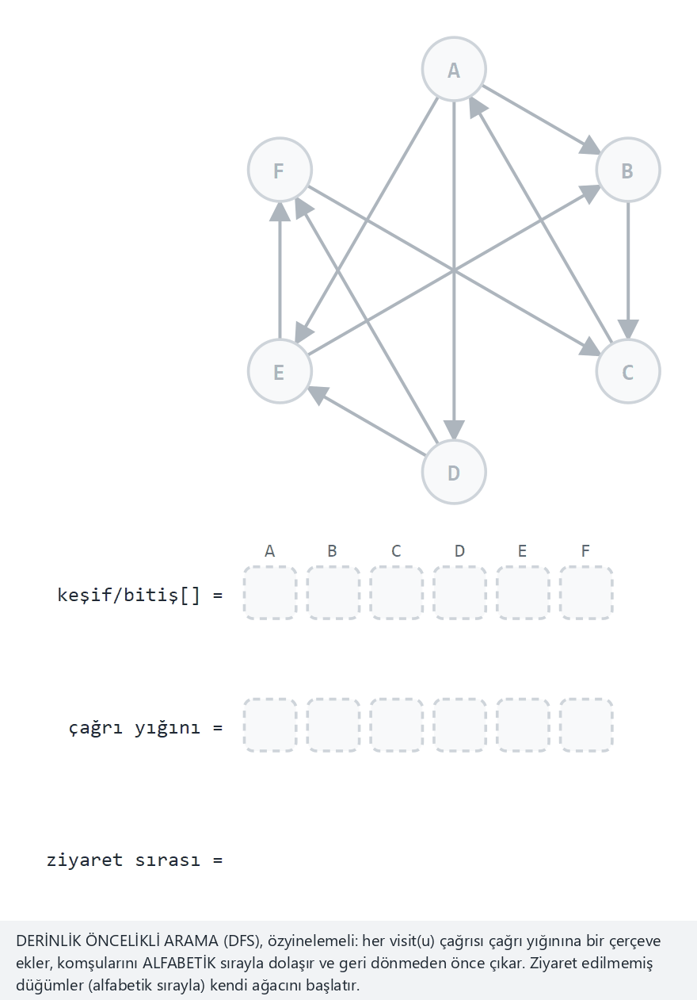 A
F
B
E
C
D
A B C D E F
keşif/bitiş[] =
çağrı yığını =
ziyaret sırası =
DERİNLİK ÖNCELİKLİ ARAMA (DFS), özyinelemeli: her visit(u) çağrısı çağrı yığınına bir çerçeve
ekler, komşularını ALFABETİK sırayla dolaşır ve geri dönmeden önce çıkar. Ziyaret edilmemiş
düğümler (alfabetik sırayla) kendi ağacını başlatır.